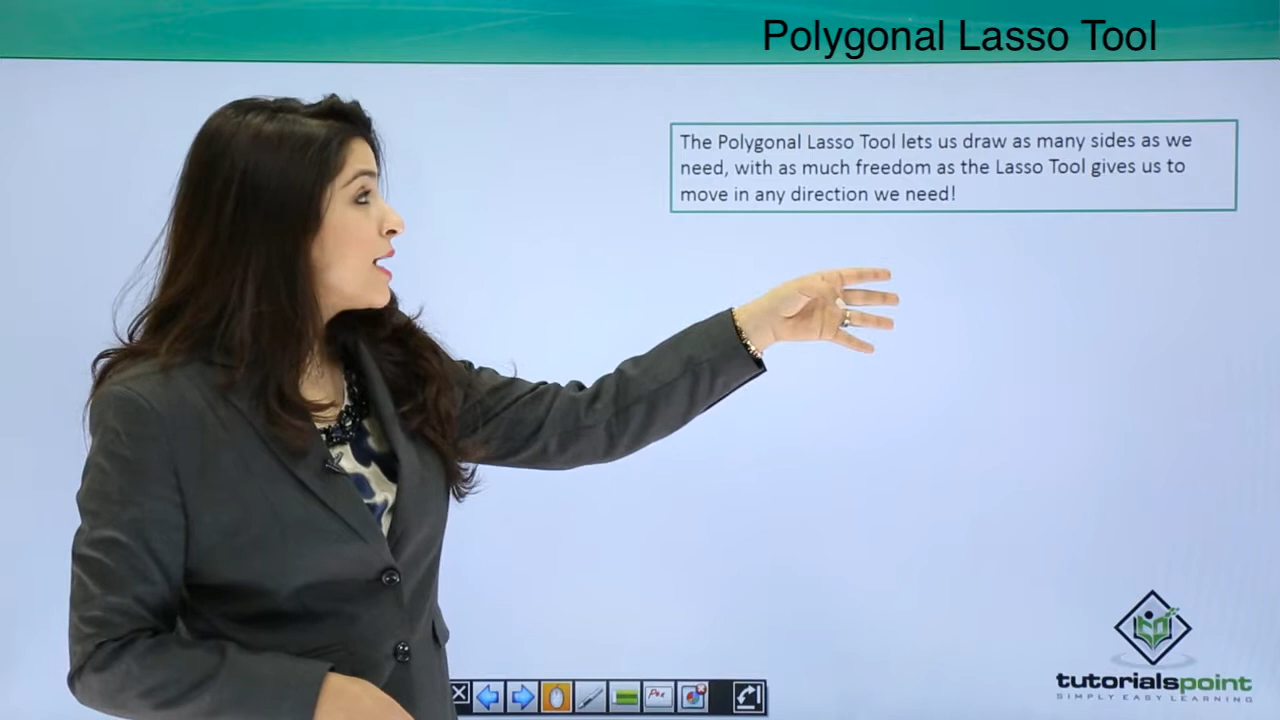 Polygonal Lasso Tool
The Polygonal Lasso Tool lets us draw as many sides as we
need, with as much freedom as the Lasso Tool gives us to
move in any direction we need!
tutorialspoint
SIMPLY EASY LEARNING